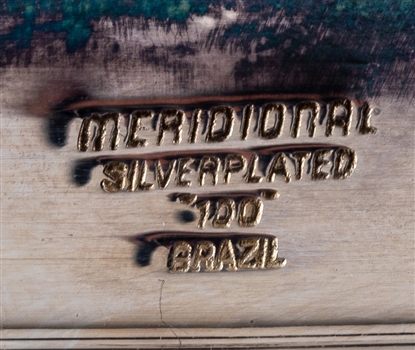 MERIDIONAL
SILVERPLATED
"100"
BRAZIL